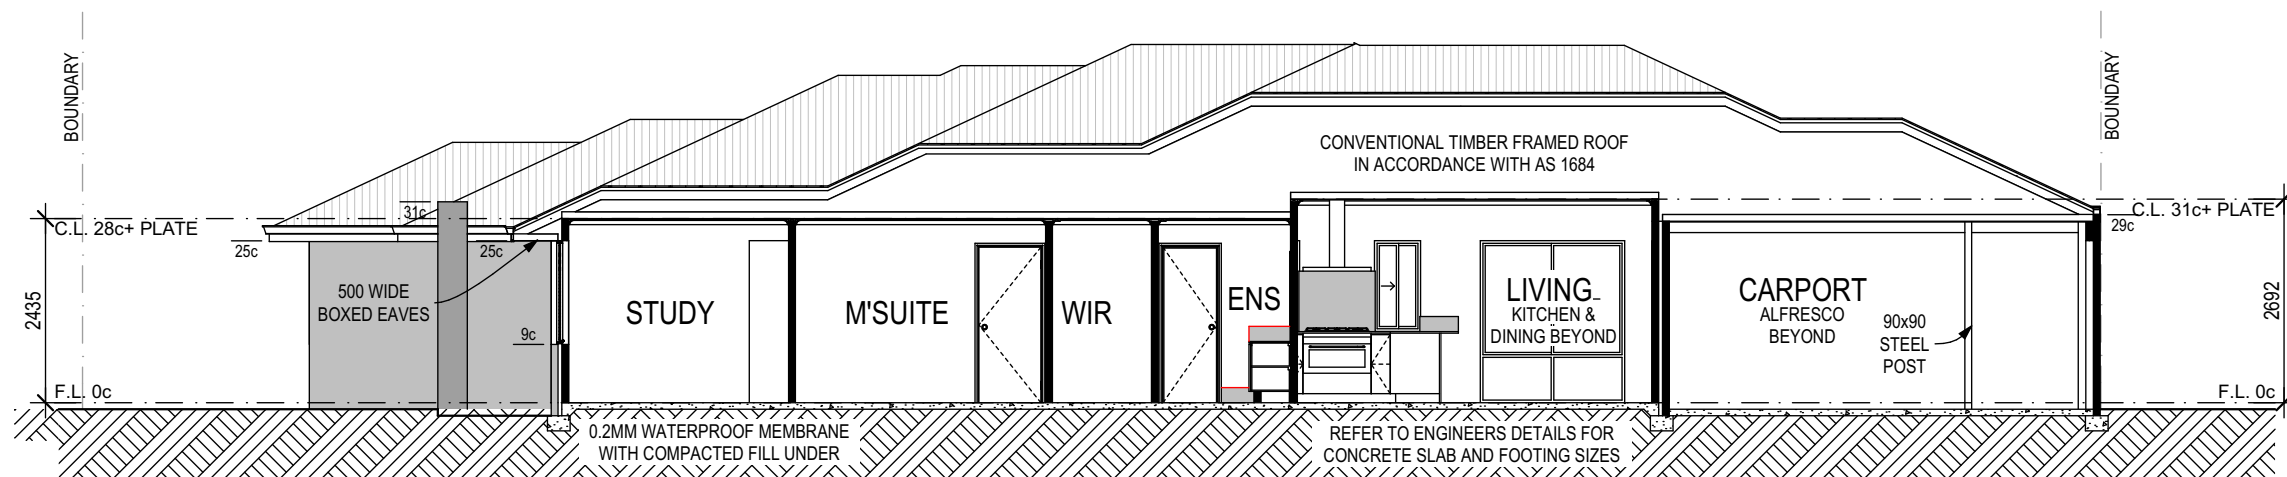 BOUNDARY
BOUNDARY
CONVENTIONAL TIMBER FRAMED ROOF
IN ACCORDANCE WITH AS 1684
31c
C.L. 28c+ PLATE
C.L. 31c+ PLATE
29c
25c
25c
500 WIDE
BOXED EAVES
2435
9c
STUDY
M'SUITE
WIR
ENS
LIVING
KITCHEN &
DINING BEYOND
CARPORT
ALFRESCO
BEYOND
90x90
STEEL
POST
2692
F.L. 0c
F.L. 0c
0.2MM WATERPROOF MEMBRANE
WITH COMPACTED FILL UNDER
REFER TO ENGINEERS DETAILS FOR
CONCRETE SLAB AND FOOTING SIZES